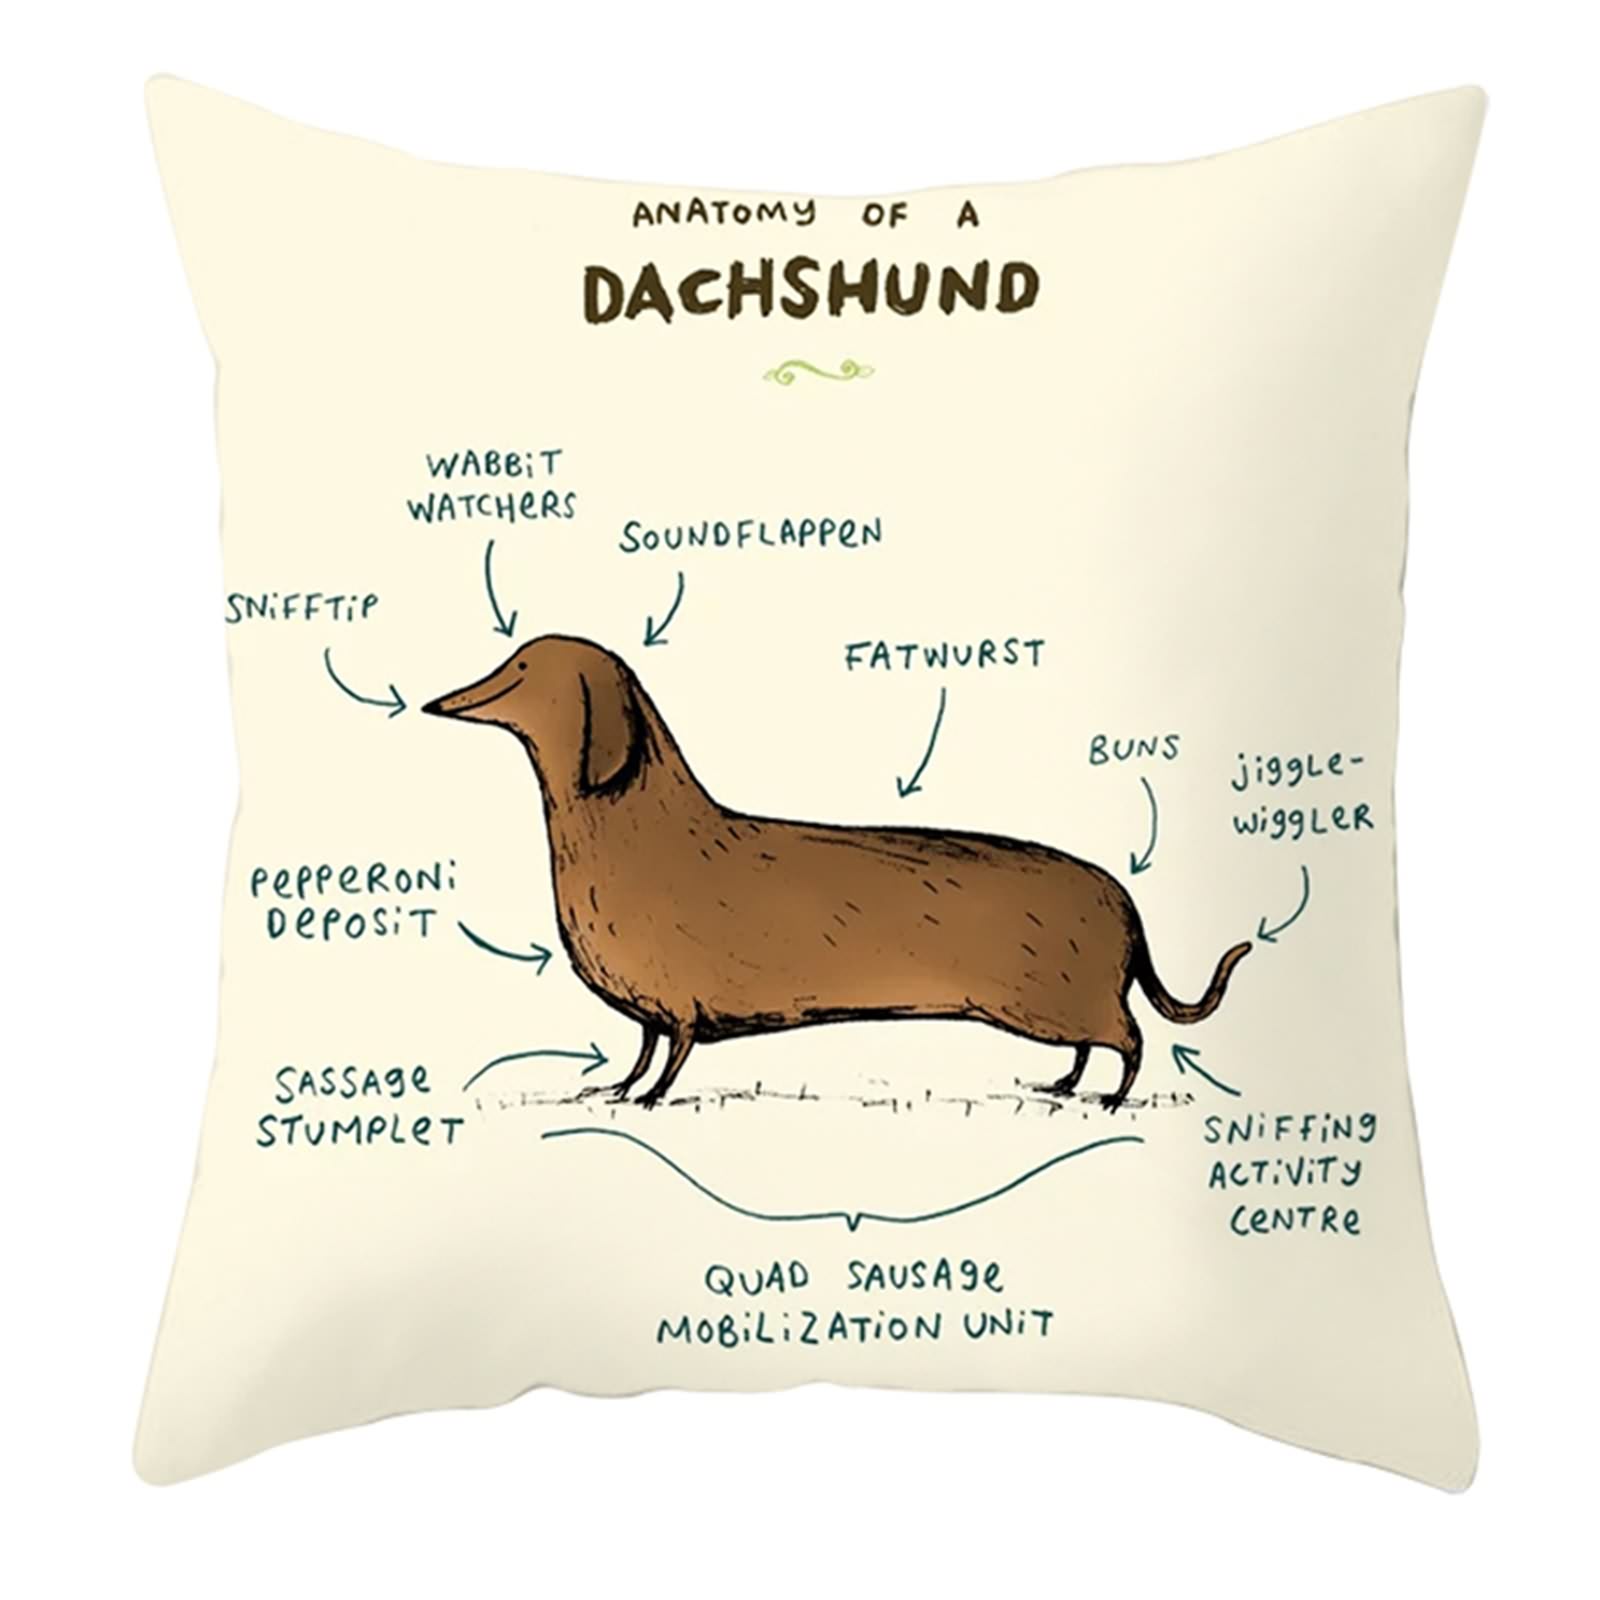 ANATOMY OF A
DACHSHUND
WABBiT
WATCHeRS
SOUNDFLAPPeN
SNiFFTiP
FATWURST
BUNS
jiggLe-
wiggLeR
PePPeRONi
DePOSiT
SASSAge
STUMPLeT
SNiFfiNg
ACTiViTy
CeNTRe
QUAD SAUSAge
MOBiLiZATiON UNiT